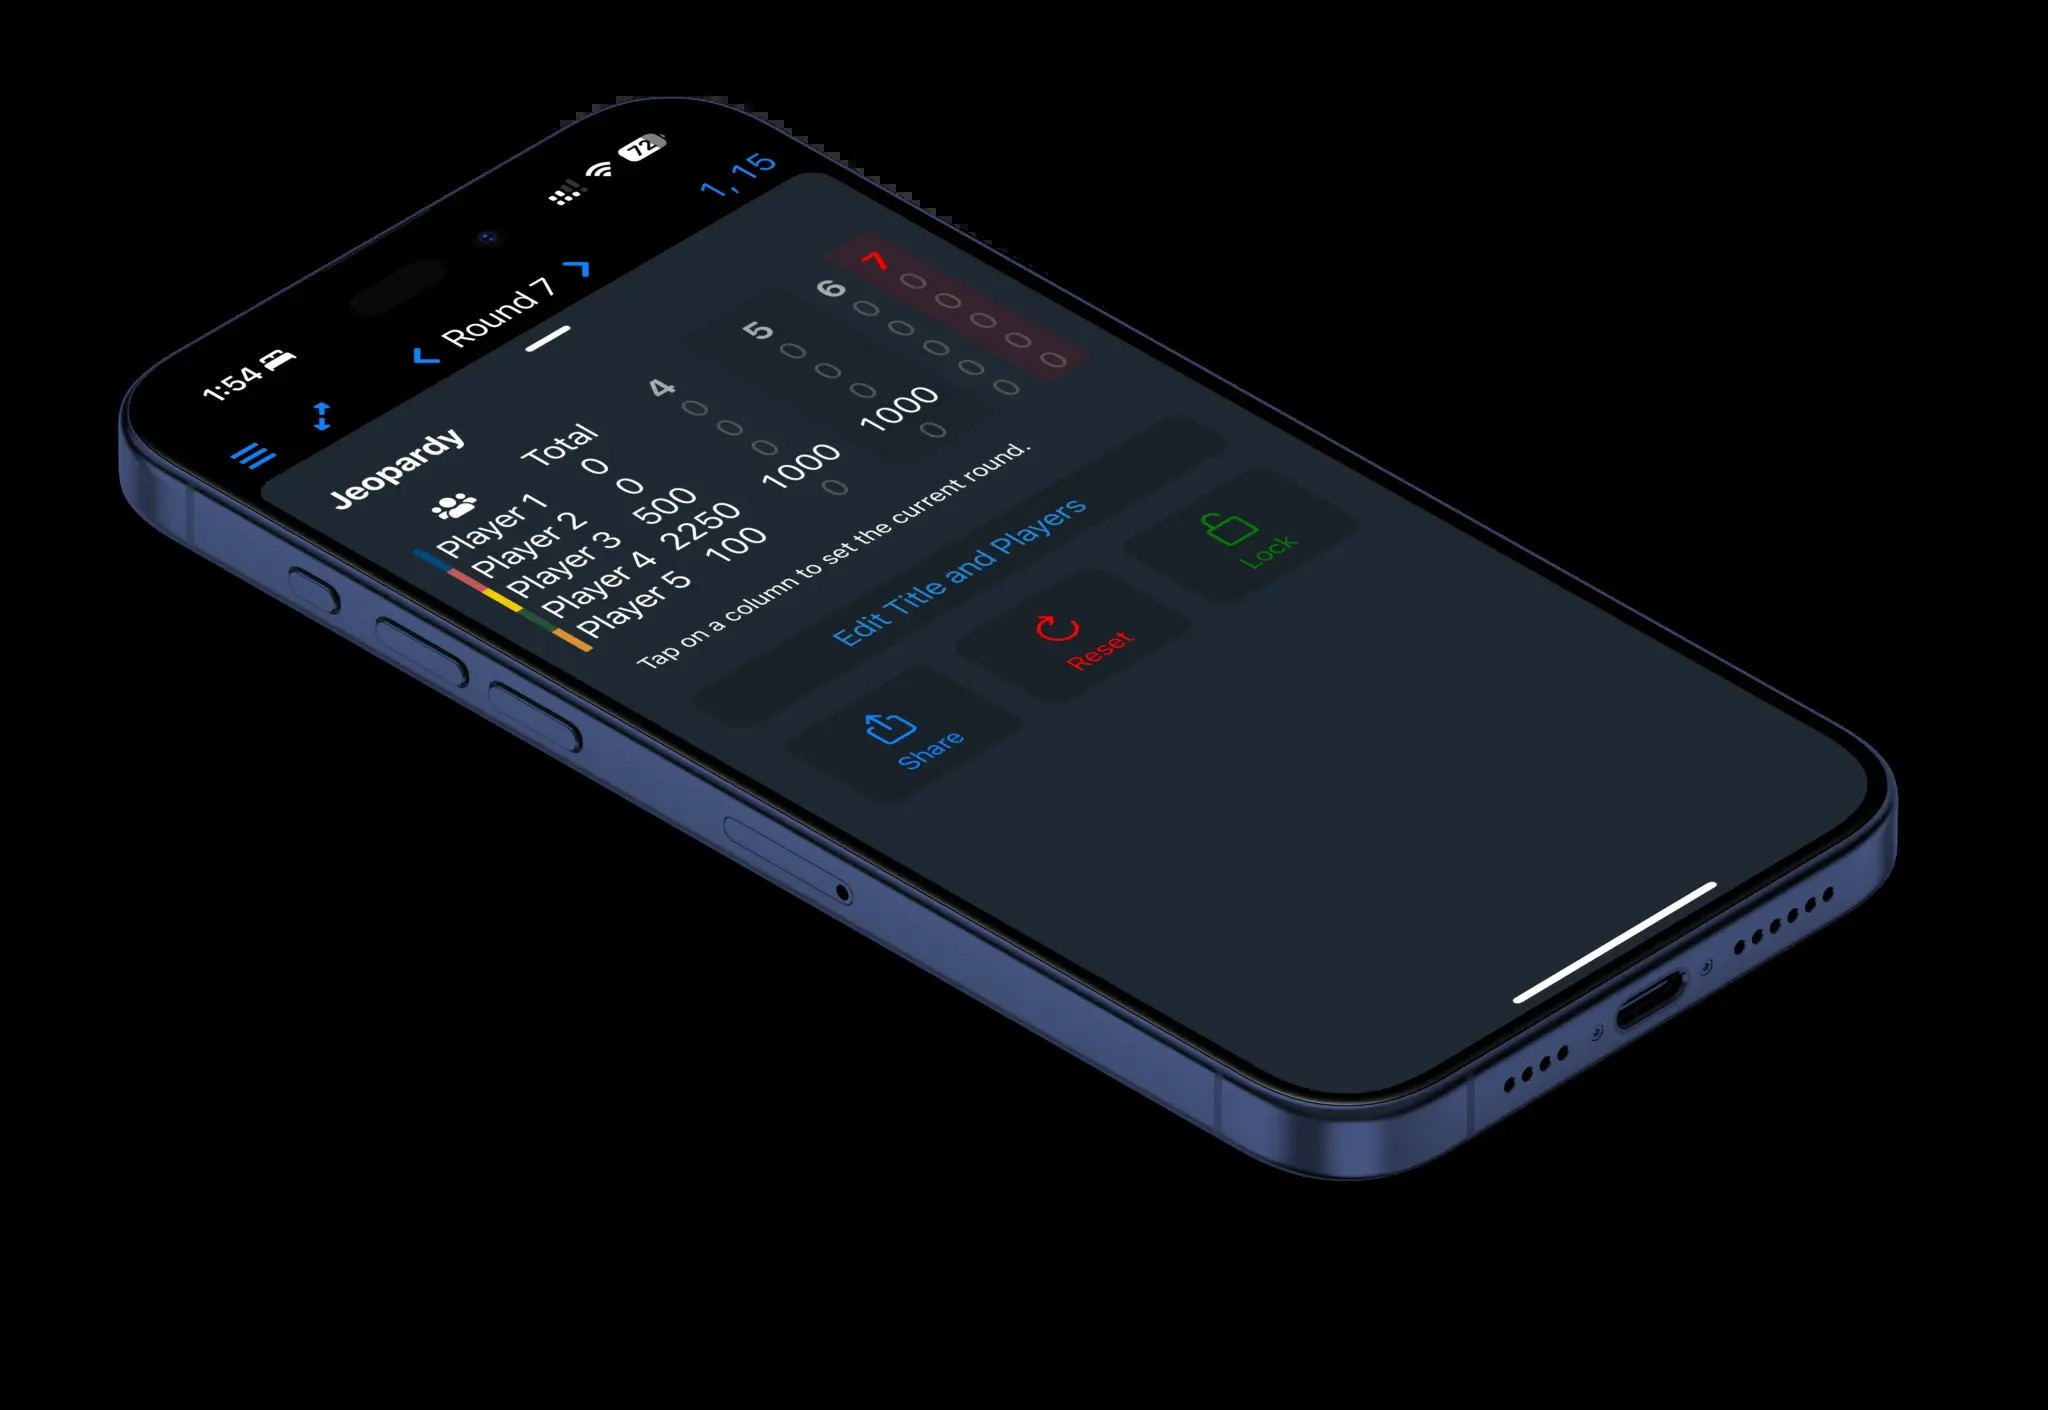 1:54 72
Round 7 1, 15
Jeopardy
Total 4 5 6 7
Player 1 0 0 0 0 0
Player 2 0 0 0 0 0
Player 3 500 0 0 0 0
Player 4 2250 1000 1000 0 0
Player 5 100 0 0 0 0
Tap on a column to set the current round.
Edit Title and Players
Share Reset Lock